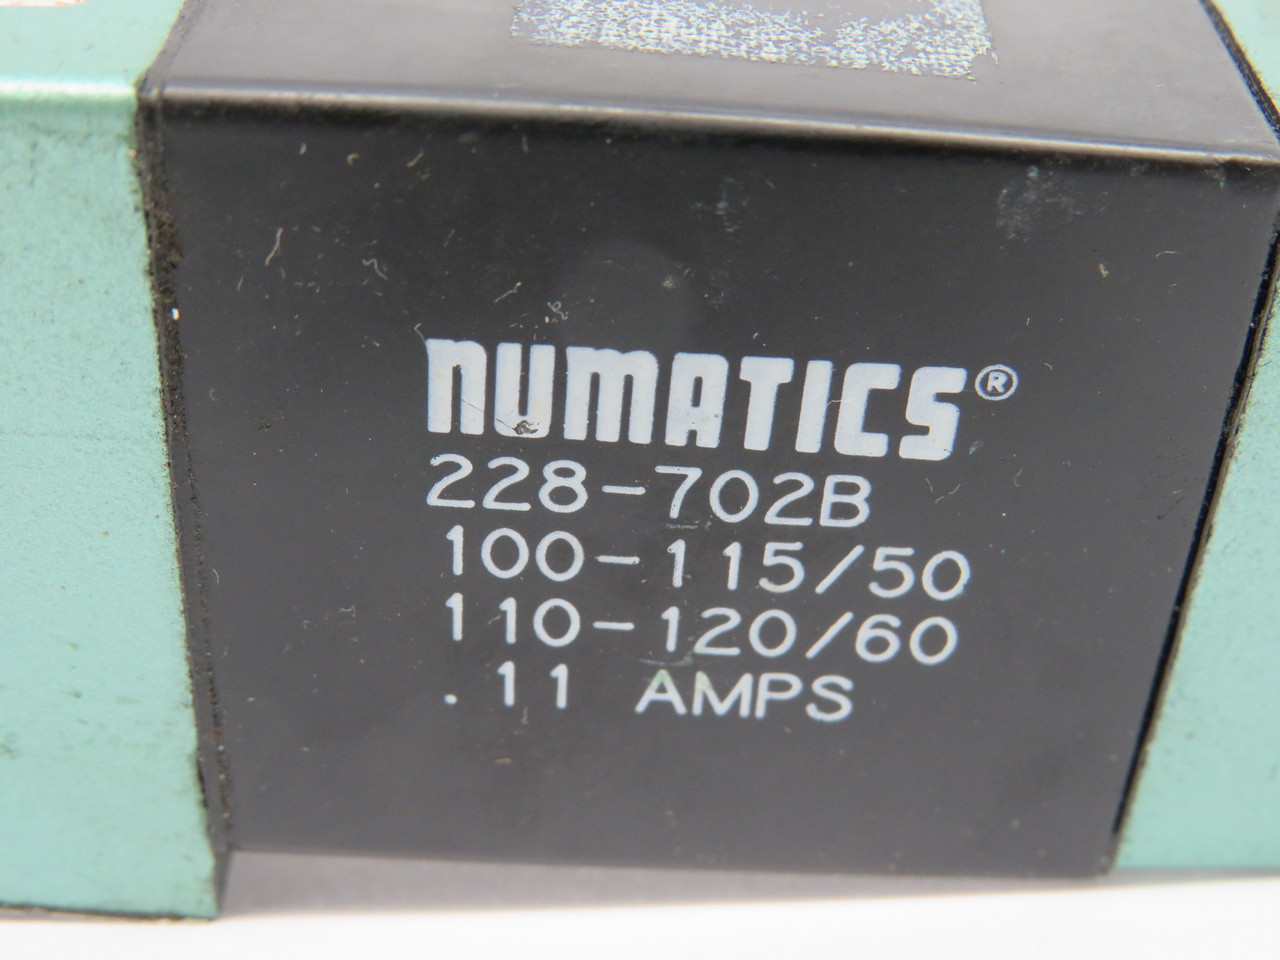 NUMATICS®
228-702B
100-115/50
110-120/60
.11 AMPS